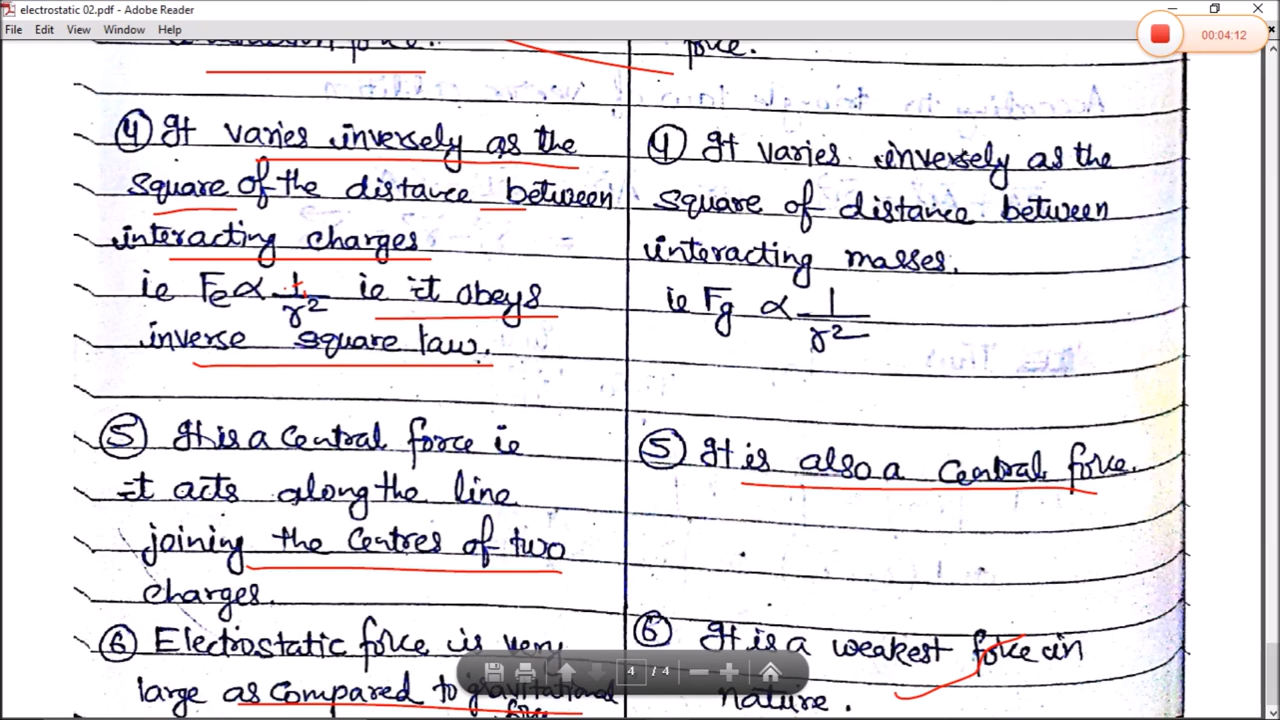 electrostatic 02.pdf - Adobe Reader
File Edit View Window Help
00:04:12
force.
④ It varies inversely as the
square of the distance between
interacting charges
ie Fe ∝ 1/r² ie it obeys
inverse square law.
⑤ It is a central force ie
it acts along the line
joining the centres of two
charges.
⑥ Electrostatic force is very
large as compared to gravitational
④ It varies inversely as the
square of distance between
interacting masses.
ie Fg ∝ 1/r²
⑤ It is also a central force.
⑥ It is a weakest force in
nature.
4 / 4